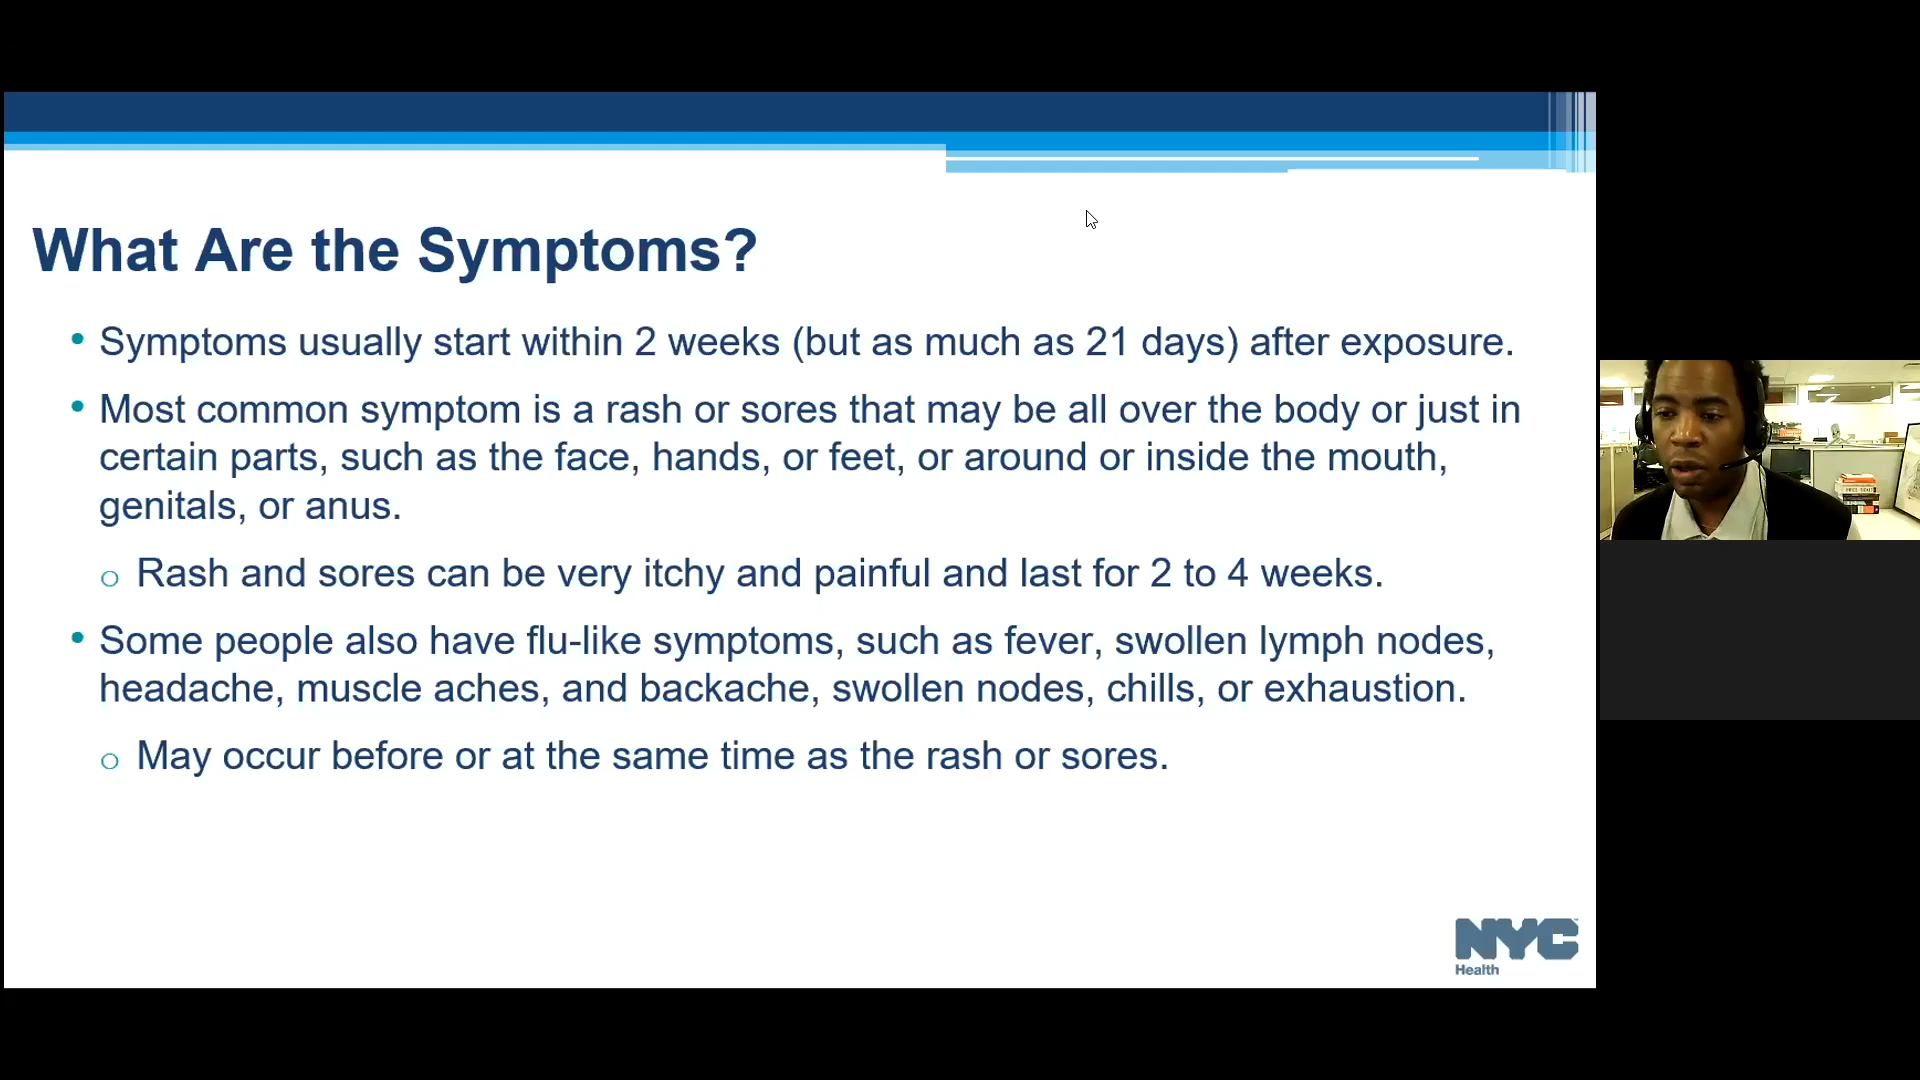 What Are the Symptoms?
• Symptoms usually start within 2 weeks (but as much as 21 days) after exposure.
• Most common symptom is a rash or sores that may be all over the body or just in
certain parts, such as the face, hands, or feet, or around or inside the mouth,
genitals, or anus.
o Rash and sores can be very itchy and painful and last for 2 to 4 weeks.
• Some people also have flu-like symptoms, such as fever, swollen lymph nodes,
headache, muscle aches, and backache, swollen nodes, chills, or exhaustion.
o May occur before or at the same time as the rash or sores.
NYC
Health